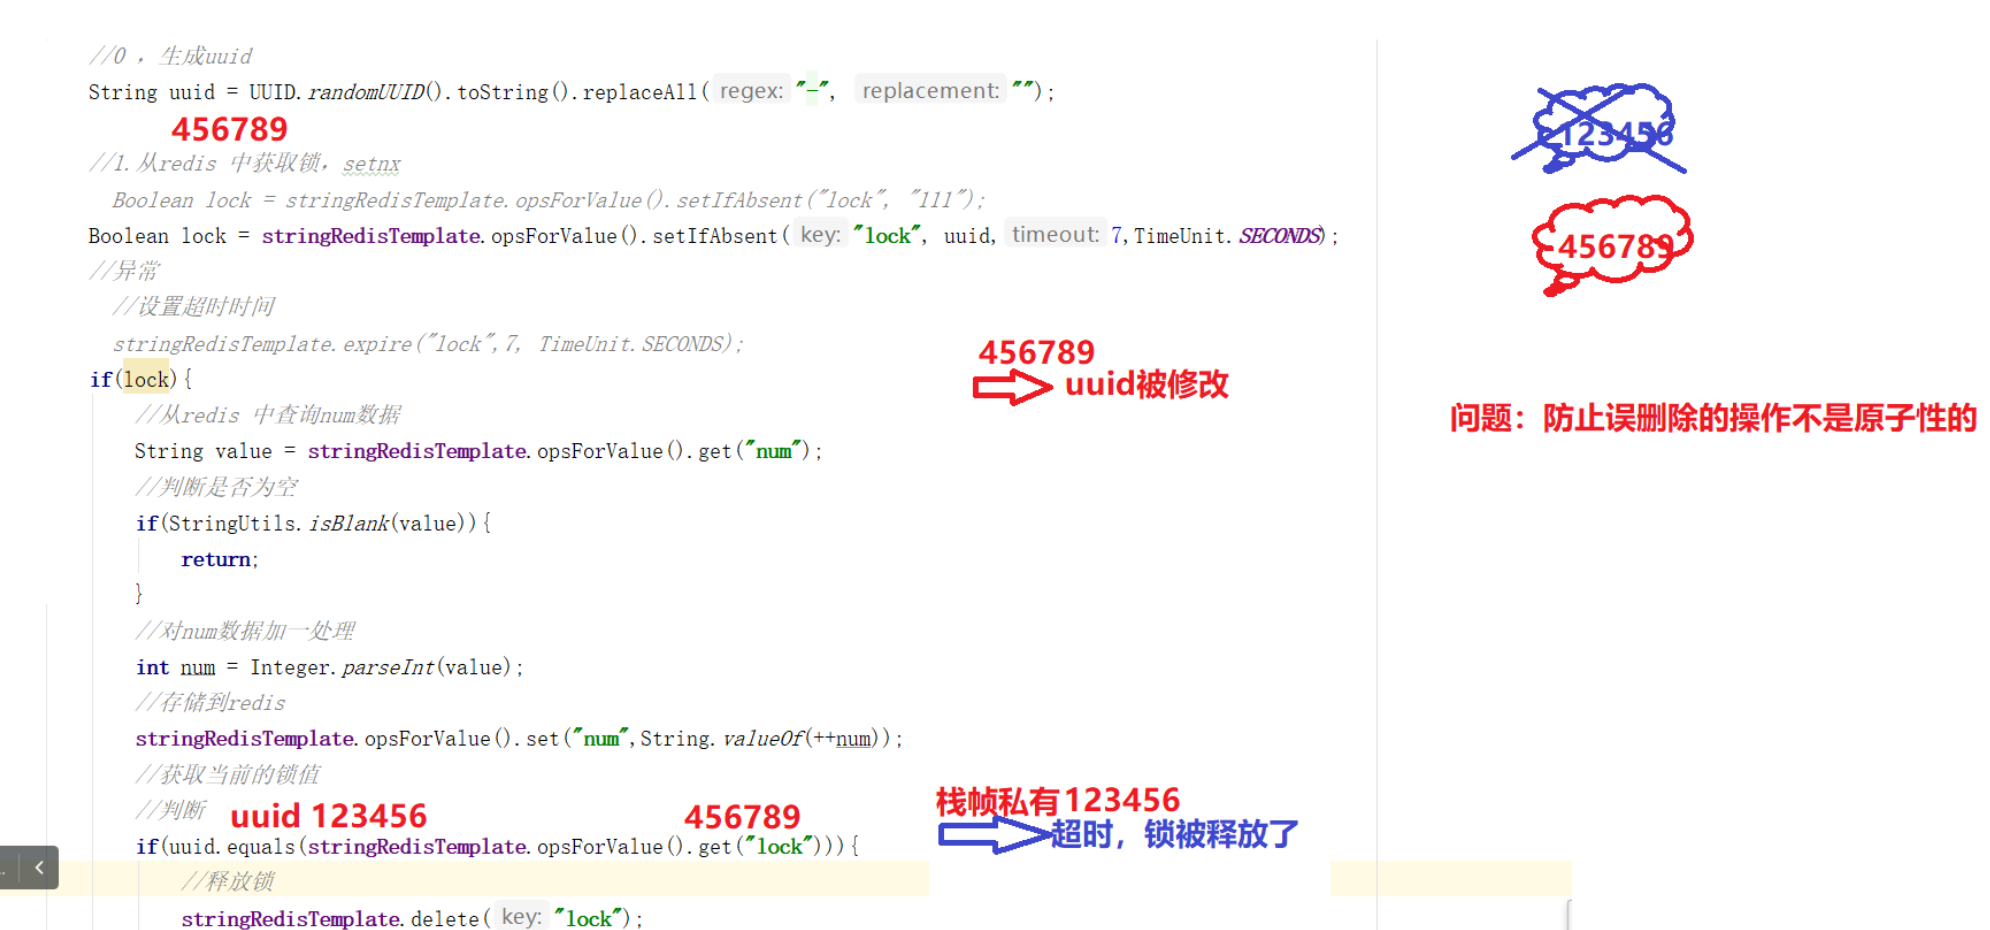 //0 ，生成uuid
String uuid = UUID.randomUUID().toString().replaceAll( regex: "-", replacement: "");
456789
123456
//1.从redis 中获取锁，setnx
Boolean lock = stringRedisTemplate.opsForValue().setIfAbsent("lock", "111");
Boolean lock = stringRedisTemplate.opsForValue().setIfAbsent( key: "lock", uuid, timeout: 7,TimeUnit.SECONDS);
456789
//异常
//设置超时时间
stringRedisTemplate.expire("lock",7, TimeUnit.SECONDS);
456789
if(lock){
uuid被修改
//从redis 中查询num数据
问题：防止误删除的操作不是原子性的
String value = stringRedisTemplate.opsForValue().get("num");
//判断是否为空
if(StringUtils.isBlank(value)){
return;
}
//对num数据加一处理
int num = Integer.parseInt(value);
//存储到redis
stringRedisTemplate.opsForValue().set("num",String.valueOf(++num));
//获取当前的锁值
//判断 uuid 123456 456789
栈帧私有123456
if(uuid.equals(stringRedisTemplate.opsForValue().get("lock"))){
超时，锁被释放了
//释放锁
stringRedisTemplate.delete( key: "lock");